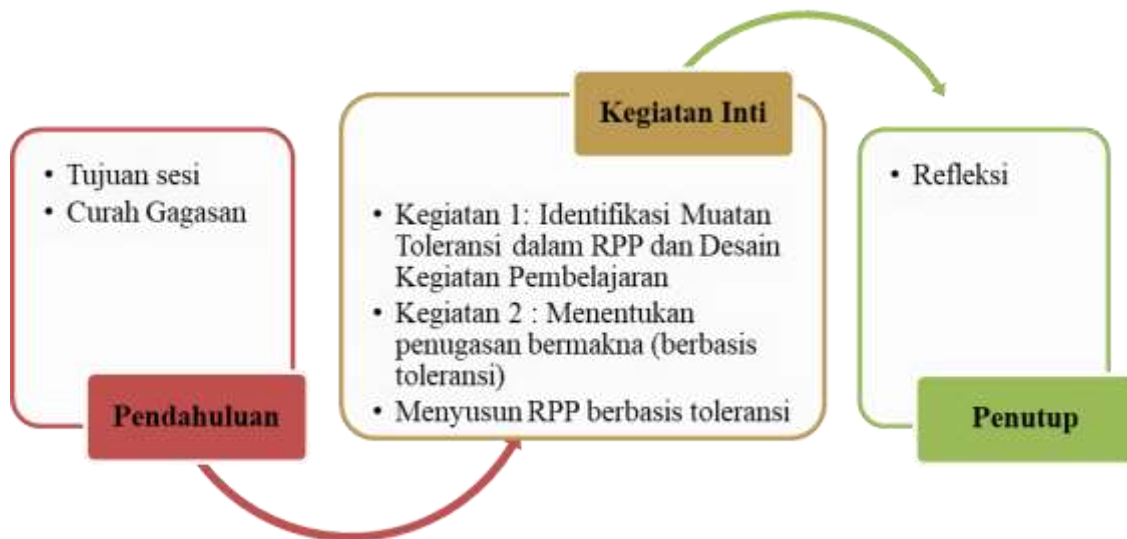 • Tujuan sesi
• Curah Gagasan
Pendahuluan
Kegiatan Inti
• Kegiatan 1: Identifikasi Muatan
Toleransi dalam RPP dan Desain
Kegiatan Pembelajaran
• Kegiatan 2 : Menentukan
penugasan bermakna (berbasis
toleransi)
• Menyusun RPP berbasis toleransi
• Refleksi
Penutup